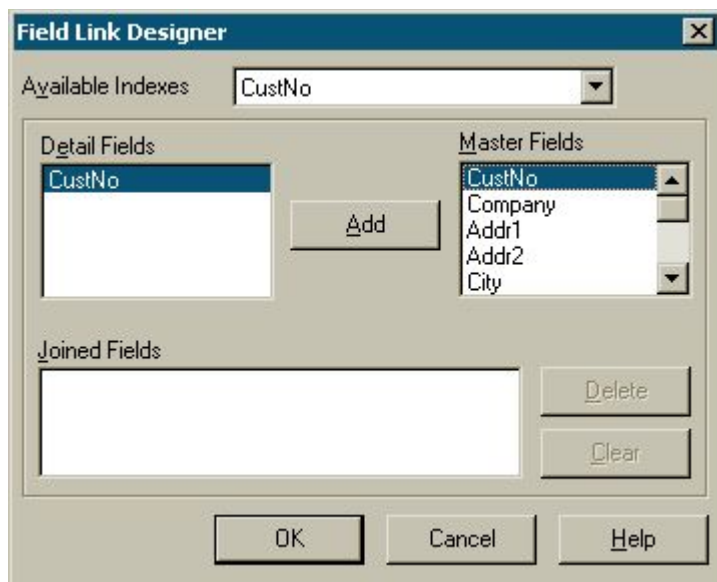 Field Link Designer
Available Indexes CustNo
Detail Fields
CustNo
Add
Master Fields
CustNo
Company
Addr1
Addr2
City
Joined Fields
Delete
Clear
OK Cancel Help